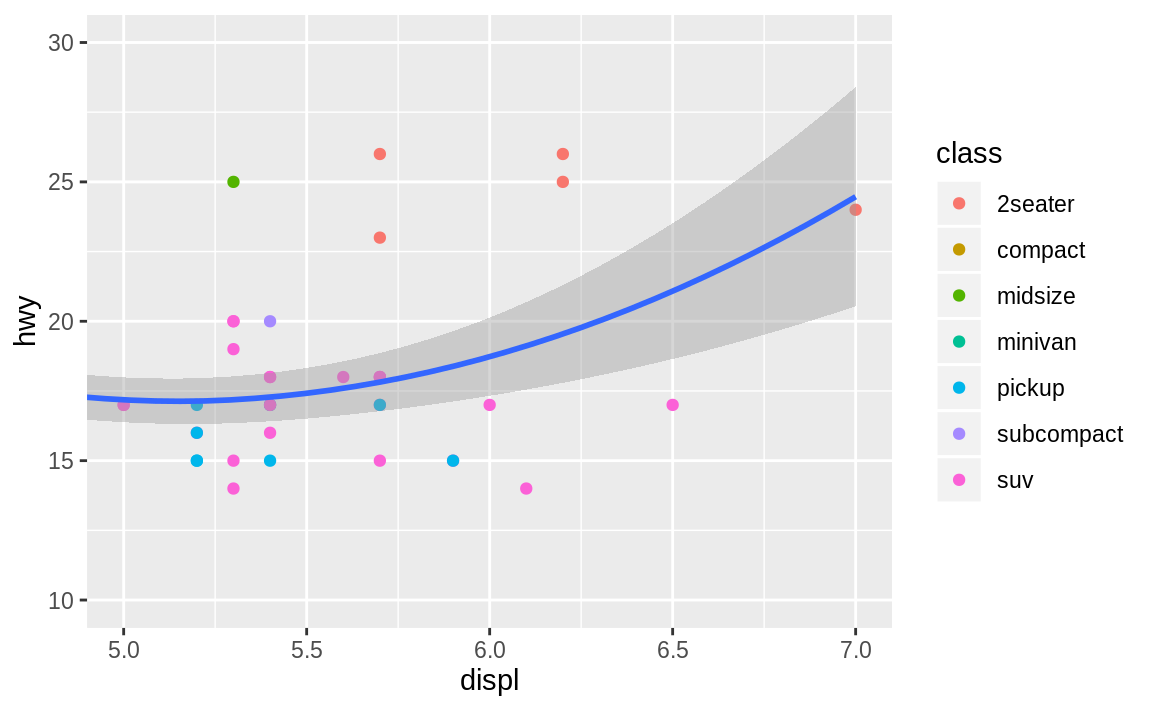 30
25
20
15
10
hwy
5.0
5.5
6.0
6.5
7.0
displ
class
2seater
compact
midsize
minivan
pickup
subcompact
suv